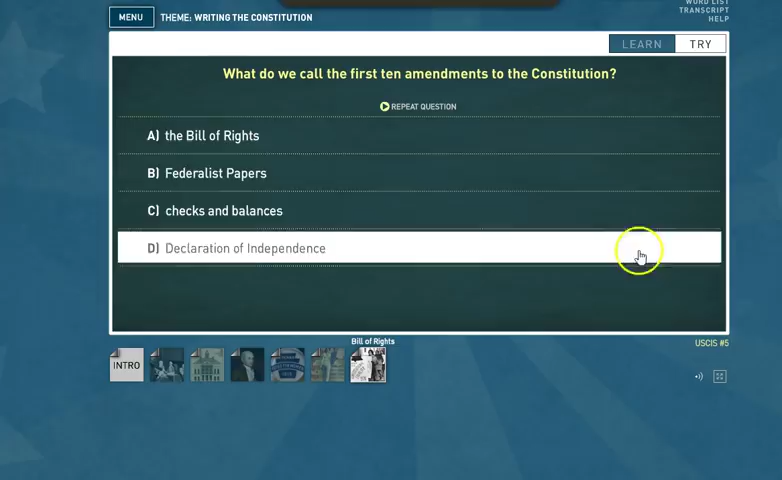 WORD LIST
MENU THEME: WRITING THE CONSTITUTION
TRANSCRIPT
HELP
LEARN TRY
What do we call the first ten amendments to the Constitution?
REPEAT QUESTION
A) the Bill of Rights
B) Federalist Papers
C) checks and balances
D) Declaration of Independence
Bill of Rights
USCIS #5
INTRO